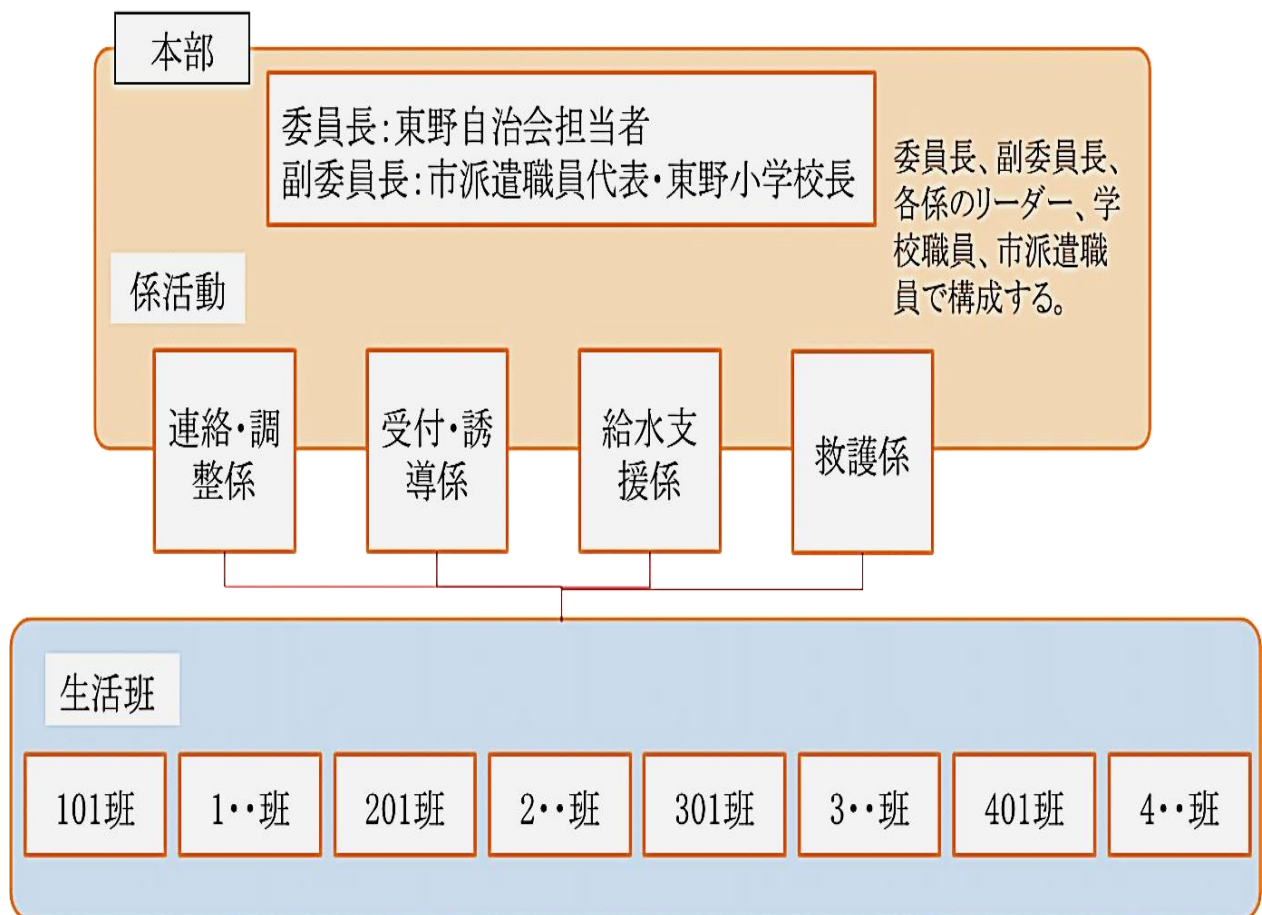 本部
委員長:東野自治会担当者
副委員長:市派遣職員代表・東野小学校長
委員長、副委員長、
各係のリーダー、学
校職員、市派遣職
員で構成する。
係活動
連絡・調
整係
受付・誘
導係
給水支
援係
救護係
生活班
101班
1・・班
201班
2・・班
301班
3・・班
401班
4・・班